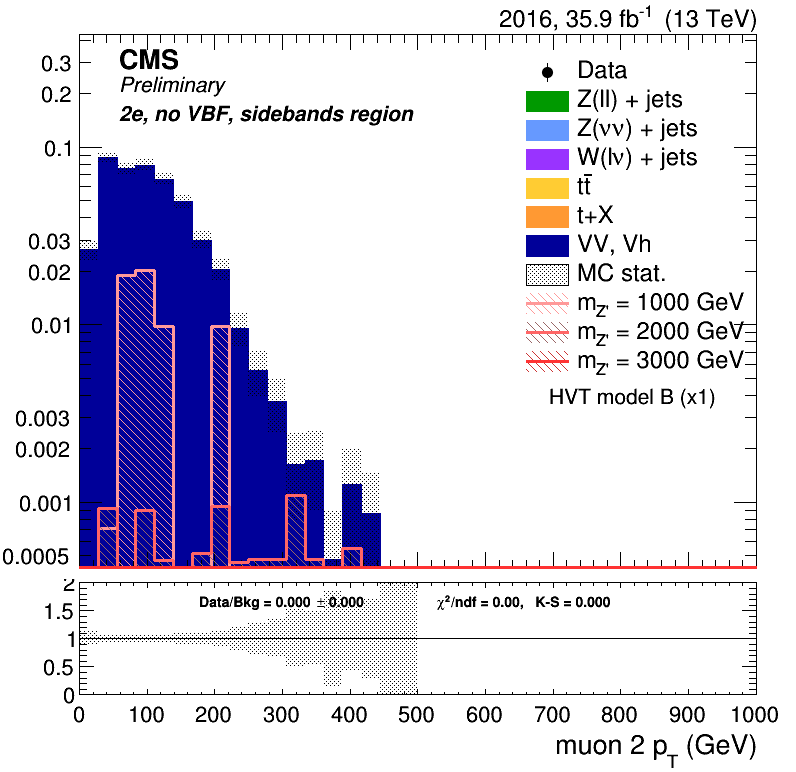 2016, 35.9 fb⁻¹ (13 TeV)
CMS
Preliminary
2e, no VBF, sidebands region
Data
Z(ll) + jets
Z(νν) + jets
W(lν) + jets
tt̄
t+X
VV, Vh
MC stat.
m_Z' = 1000 GeV
m_Z' = 2000 GeV
m_Z' = 3000 GeV
HVT model B (x1)
0.3
0.2
0.1
0.03
0.02
0.01
0.003
0.002
0.001
0.0005
Data/Bkg = 0.000 ± 0.000 χ²/ndf = 0.00, K-S = 0.000
2
1.5
1
0.5
0
0 100 200 300 400 500 600 700 800 900 1000
muon 2 p_T (GeV)